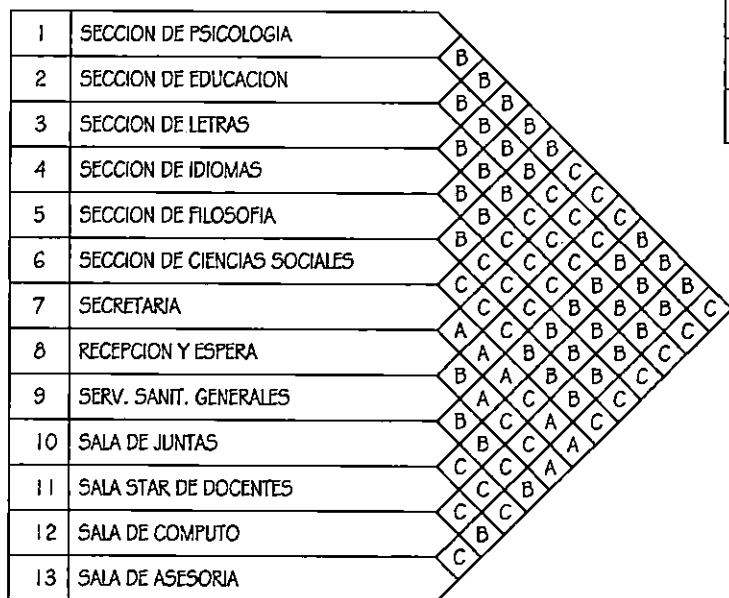 1 SECCION DE PSICOLOGIA
B
2 SECCION DE EDUCACION B
B B
3 SECCION DE LETRAS B B
B B B
4 SECCION DE IDIOMAS B B C
B B C C
5 SECCION DE FILOSOFIA B C C C
B C C C B
6 SECCION DE CIENCIAS SOCIALES C C C B B
C C C B B B
7 SECRETARIA C C B B B C
A C B B B C
8 RECEPCION Y ESPERA A B B B C
B A B B C
9 SERV. SANIT. GENERALES A C B C
B C A C
10 SALA DE JUNTAS B C A
C C A
11 SALA STAR DE DOCENTES C B
C C
12 SALA DE COMPUTO B
C
13 SALA DE ASESORIA